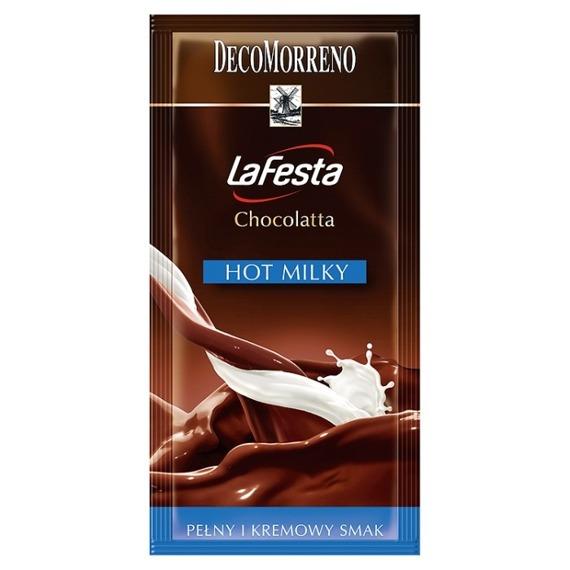 DECOMORRENO
LaFesta
Chocolatta
HOT MILKY
PEŁNY I KREMOWY SMAK